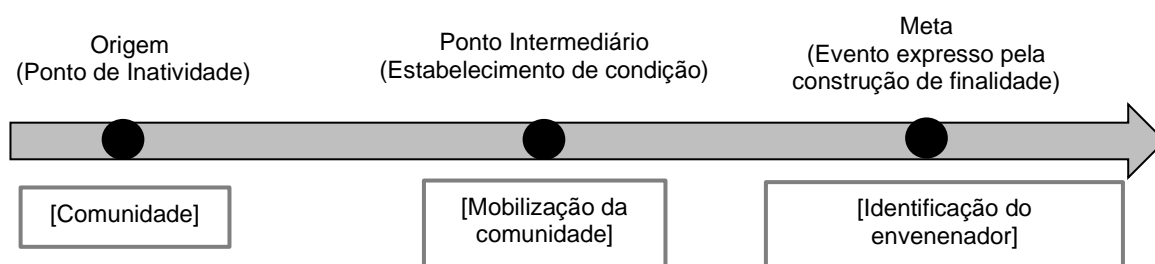 Origem
(Ponto de Inatividade)
Ponto Intermediário
(Estabelecimento de condição)
Meta
(Evento expresso pela
construção de finalidade)
[Comunidade]
[Mobilização da
comunidade]
[Identificação do
envenenador]